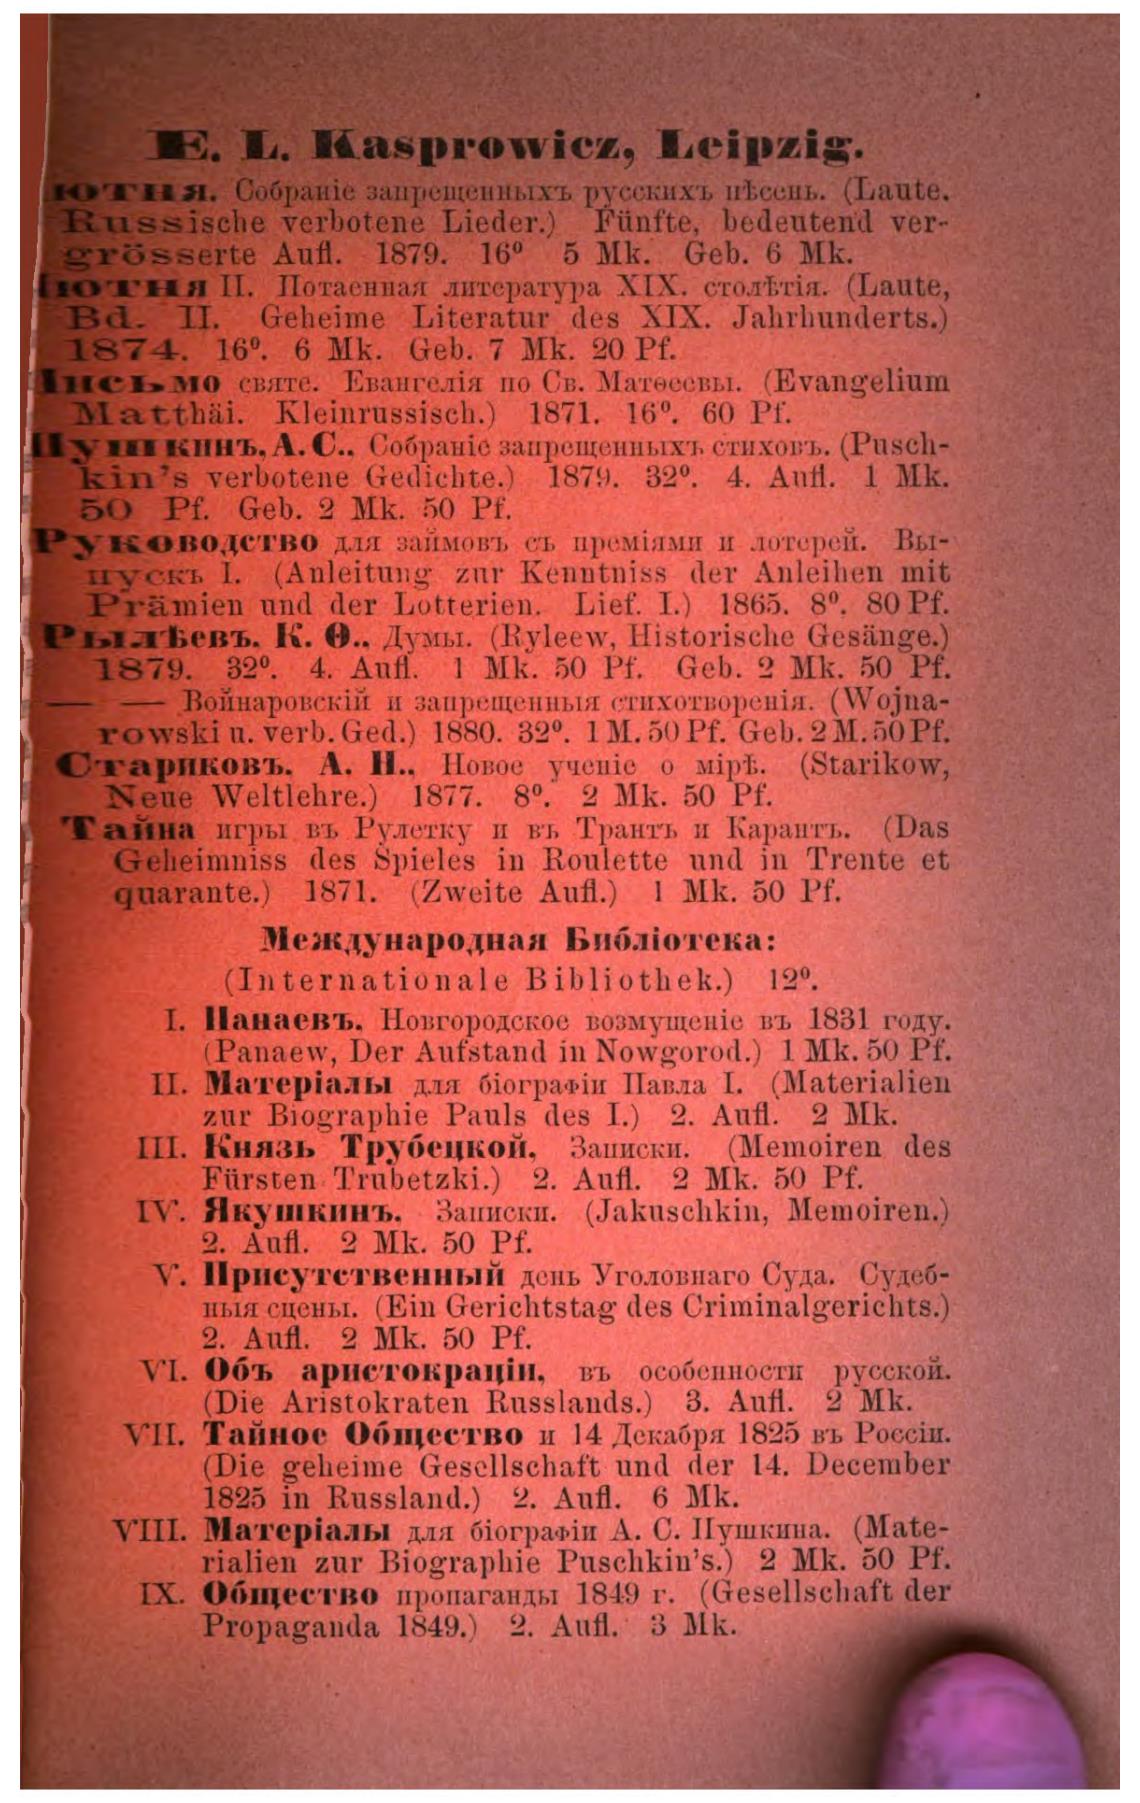 E. L. Kasprowicz, Leipzig.
ютня. Собраніе запрещенныхъ русскихъ пѣсень. (Laute.
Russische verbotene Lieder.) Fünfte, bedeutend ver-
grösserte Aufl. 1879. 16⁰ 5 Mk. Geb. 6 Mk.
ютня II. Потаенная литература XIX. столѣтія. (Laute,
Bd. II. Geheime Literatur des XIX. Jahrhunderts.)
1874. 16⁰. 6 Mk. Geb. 7 Mk. 20 Pf.
Письмо святе. Евангелія по Св. Матѳеевы. (Evangelium
Matthäi. Kleinrussisch.) 1871. 16⁰. 60 Pf.
Пушкинъ, А. С., Собраніе запрещенныхъ стиховъ. (Pusch-
kin's verbotene Gedichte.) 1879. 32⁰. 4. Aufl. 1 Mk.
50 Pf. Geb. 2 Mk. 50 Pf.
Руководство для займовъ съ преміями и лотерей. Вы-
пускъ I. (Anleitung zur Kenntniss der Anleihen mit
Prämien und der Lotterien. Lief. I.) 1865. 8⁰. 80 Pf.
Рылѣевъ, К. Ѳ., Думы. (Ryleew, Historische Gesänge.)
1879. 32⁰. 4. Aufl. 1 Mk. 50 Pf. Geb. 2 Mk. 50 Pf.
— — Войнаровскій и запрещенныя стихотворенія. (Wojna-
rowski u. verb. Ged.) 1880. 32⁰. 1 M. 50 Pf. Geb. 2 M. 50 Pf.
Стариковъ, А. Н., Новое ученіе о мірѣ. (Starikow,
Neue Weltlehre.) 1877. 8⁰. 2 Mk. 50 Pf.
Тайна игры въ Рулетку и въ Трантъ и Карантъ. (Das
Geheimniss des Spieles in Roulette und in Trente et
quarante.) 1871. (Zweite Aufl.) 1 Mk. 50 Pf.
Международная Библіотека:
(Internationale Bibliothek.) 12⁰.
I. Панаевъ, Новгородское возмущеніе въ 1831 году.
(Panaew, Der Aufstand in Nowgorod.) 1 Mk. 50 Pf.
II. Матеріалы для біографіи Павла I. (Materialien
zur Biographie Pauls des I.) 2. Aufl. 2 Mk.
III. Князь Трубецкой, Записки. (Memoiren des
Fürsten Trubetzki.) 2. Aufl. 2 Mk. 50 Pf.
IV. Якушкинъ, Записки. (Jakuschkin, Memoiren.)
2. Aufl. 2 Mk. 50 Pf.
V. Присутственный день Уголовнаго Суда. Судеб-
ныя сцены. (Ein Gerichtstag des Criminalgerichts.)
2. Aufl. 2 Mk. 50 Pf.
VI. Объ аристократіи, въ особенности русской.
(Die Aristokraten Russlands.) 3. Aufl. 2 Mk.
VII. Тайное Общество и 14 Декабря 1825 въ Россіи.
(Die geheime Gesellschaft und der 14. December
1825 in Russland.) 2. Aufl. 6 Mk.
VIII. Матеріалы для біографіи А. С. Пушкина. (Mate-
rialien zur Biographie Puschkin's.) 2 Mk. 50 Pf.
IX. Общество пропаганды 1849 г. (Gesellschaft der
Propaganda 1849.) 2. Aufl. 3 Mk.